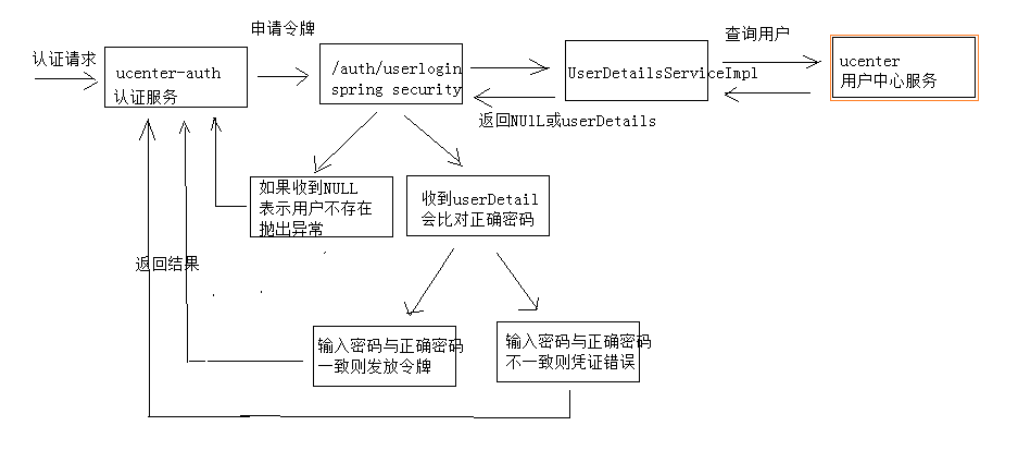 认证请求
ucenter-auth
认证服务
申请令牌
/auth/userlogin
spring security
UserDetailsServiceImpl
查询用户
ucenter
用户中心服务
返回NUlL或userDetails
如果收到NULL
表示用户不存在
抛出异常
收到userDetail
会比对正确密码
返回结果
输入密码与正确密码
一致则发放令牌
输入密码与正确密码
不一致则凭证错误